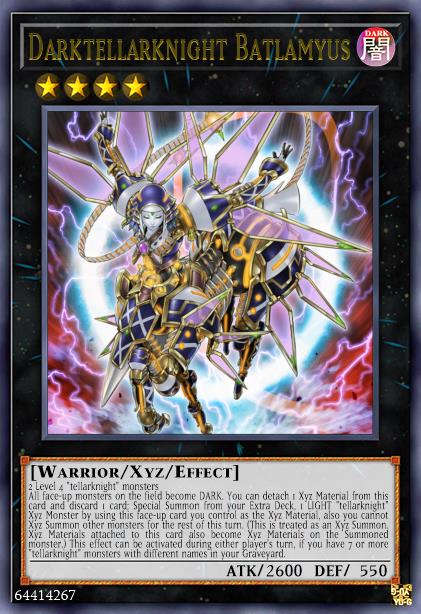 Darktellarknight Batlamyus
DARK
闇
[Warrior/Xyz/Effect]
2 Level 4 "tellarknight" monsters
All face-up monsters on the field become DARK. You can detach 1 Xyz Material from this
card and discard 1 card; Special Summon from your Extra Deck, 1 LIGHT "tellarknight"
Xyz Monster by using this face-up card you control as the Xyz Material, also you cannot
Xyz Summon other monsters for the rest of this turn. (This is treated as an Xyz Summon.
Xyz Materials attached to this card also become Xyz Materials on the Summoned
monster.) This effect can be activated during either player's turn, if you have 7 or more
"tellarknight" monsters with different names in your Graveyard.
ATK/2600 DEF/ 550
64414267